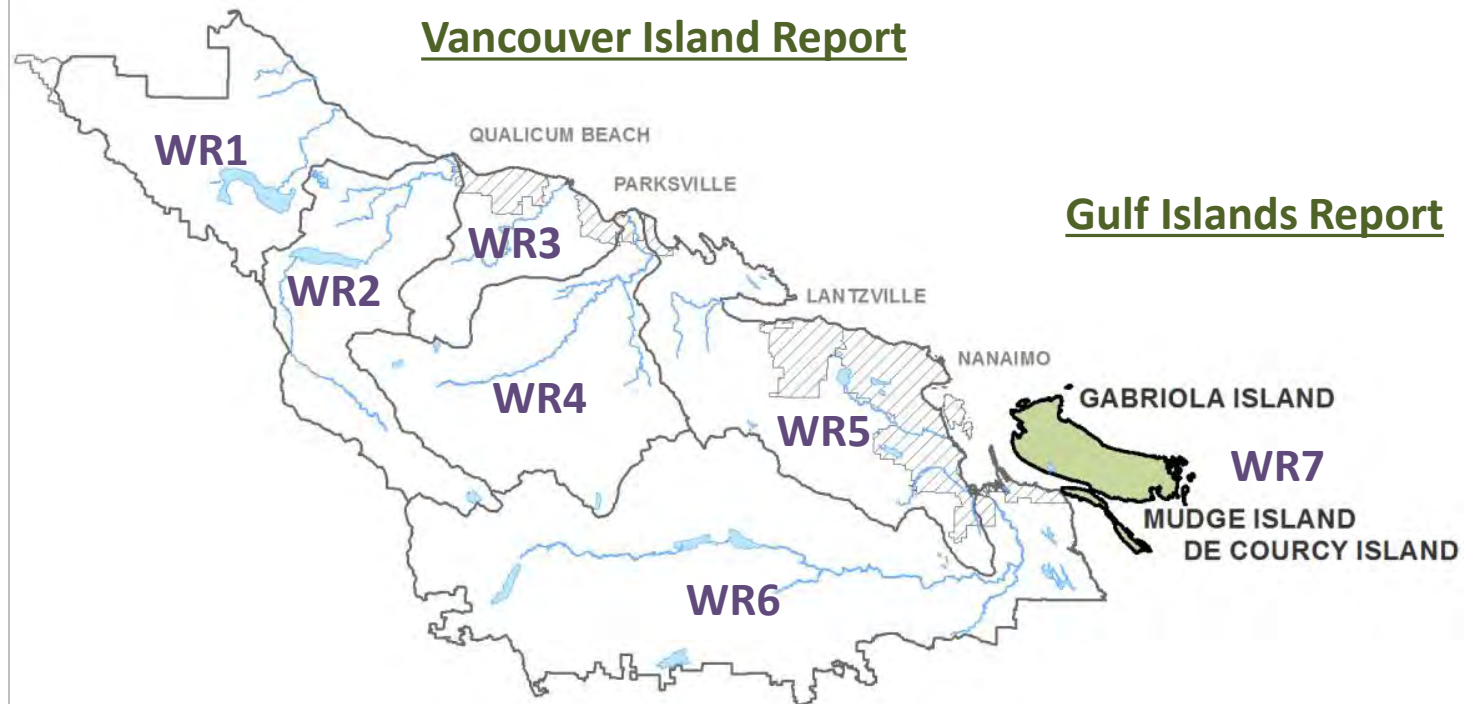 Vancouver Island Report
QUALICUM BEACH
WR1
PARKSVILLE
Gulf Islands Report
WR3
WR2
LANTZVILLE
NANAIMO
WR4
GABRIOLA ISLAND
WR5
WR7
MUDGE ISLAND
DE COURCY ISLAND
WR6